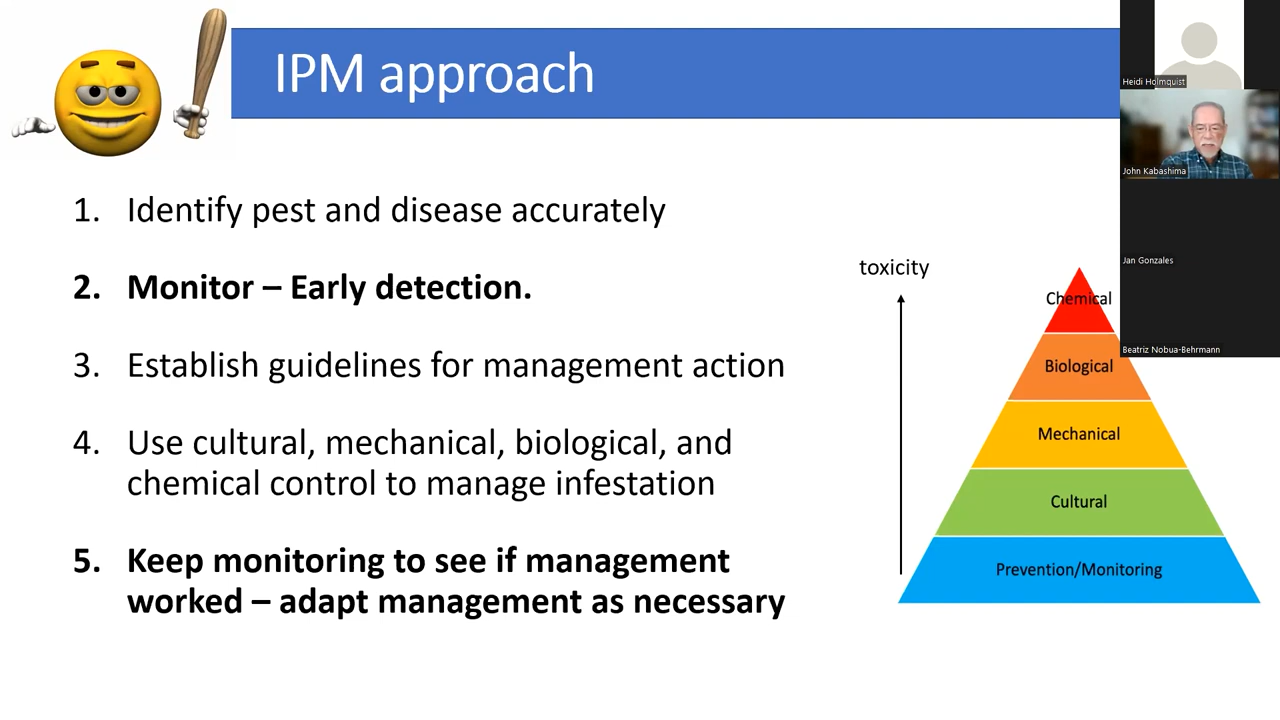 IPM approach
1. Identify pest and disease accurately
2. Monitor – Early detection.
3. Establish guidelines for management action
4. Use cultural, mechanical, biological, and
chemical control to manage infestation
5. Keep monitoring to see if management
worked – adapt management as necessary
toxicity
Chemical
Biological
Mechanical
Cultural
Prevention/Monitoring
Heidi Holmquist
John Kabashima
Jan Gonzales
Beatriz Nobua-Behrmann